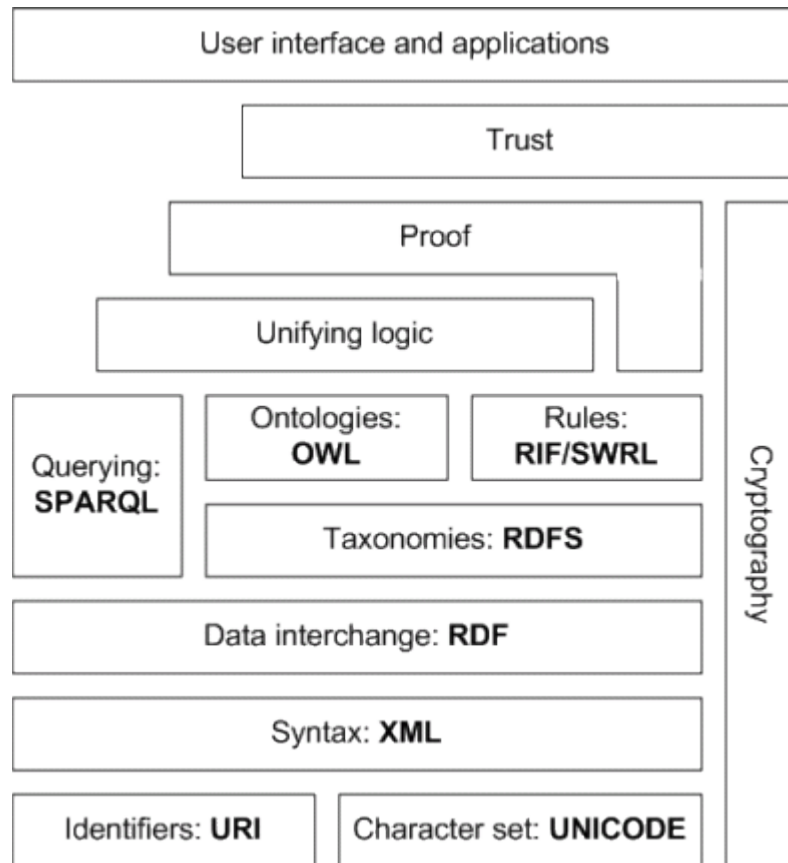 User interface and applications
Trust
Proof
Unifying logic
Querying:
SPARQL
Ontologies:
OWL
Rules:
RIF/SWRL
Taxonomies: RDFS
Cryptography
Data interchange: RDF
Syntax: XML
Identifiers: URI
Character set: UNICODE